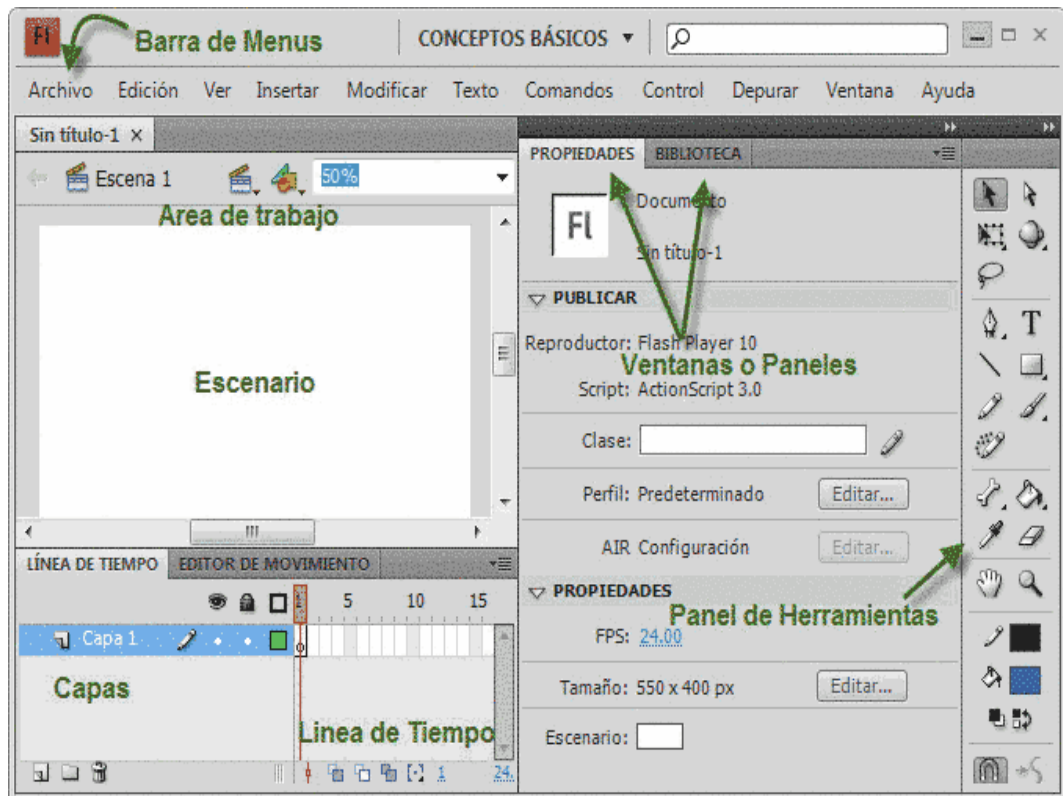 Fl
Barra de Menus
CONCEPTOS BÁSICOS
Archivo Edición Ver Insertar Modificar Texto Comandos Control Depurar Ventana Ayuda
Sin título-1 ×
Escena 1
50%
Area de trabajo
Escenario
PROPIEDADES BIBLIOTECA
Fl
Documento
Sin título-1
PUBLICAR
Reproductor: Flash Player 10
Ventanas o Paneles
Script: ActionScript 3.0
Clase:
Perfil: Predeterminado Editar...
AIR Configuración Editar...
PROPIEDADES
Panel de Herramientas
FPS: 24.00
Tamaño: 550 x 400 px Editar...
Escenario:
T
LÍNEA DE TIEMPO EDITOR DE MOVIMIENTO
5 10 15
Capa 1
Capas
Linea de Tiempo
1 24.